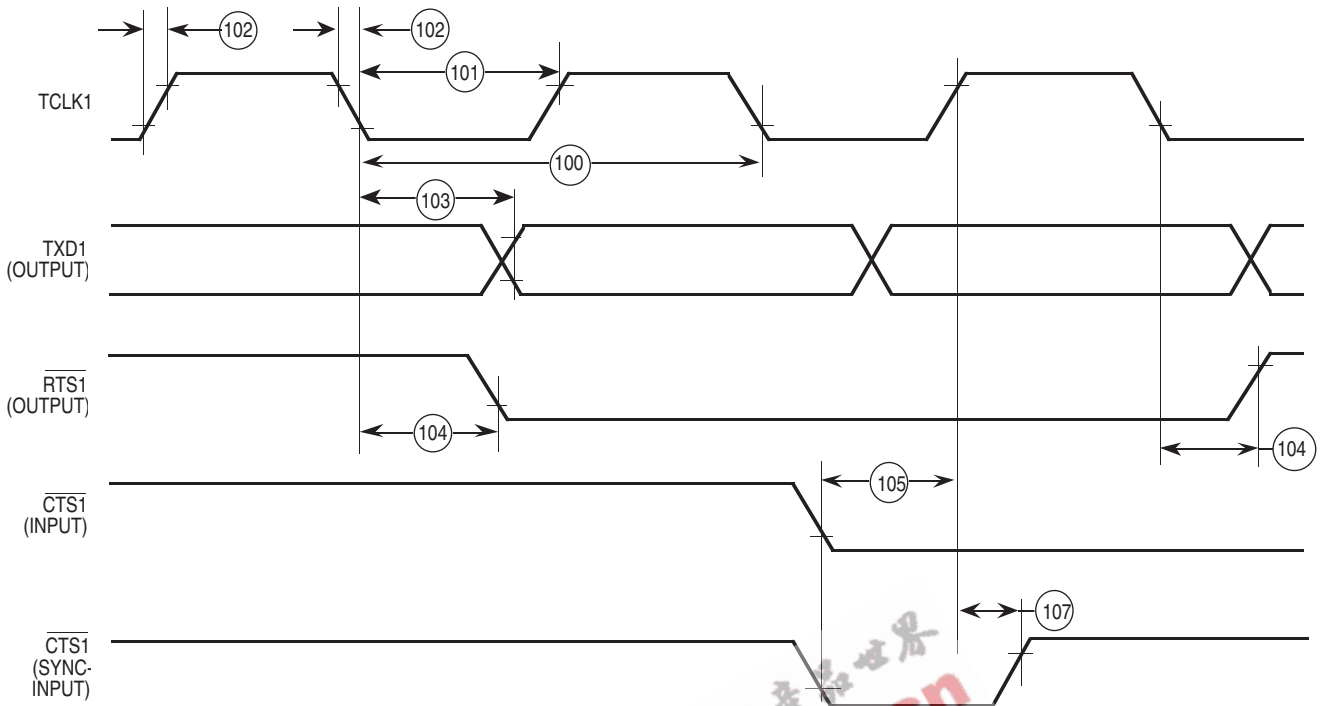 102
102
101
TCLK1
100
103
TXD1
(OUTPUT)
RTS1
(OUTPUT)
104
104
CTS1
(INPUT)
105
107
CTS1
(SYNC-
INPUT)